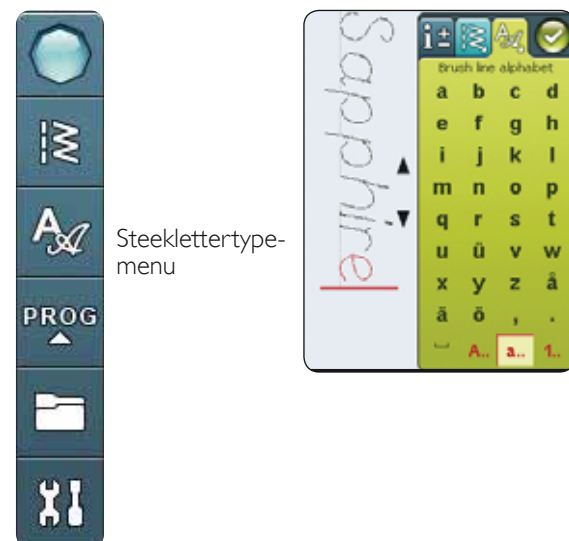 PROG
Steeklettertype-
menu
Sapphire
i±
Brush line alphabet
a b c d
e f g h
i j k l
m n o p
q r s t
u ü v w
x y z å
ä ö , .
A.. a.. 1..